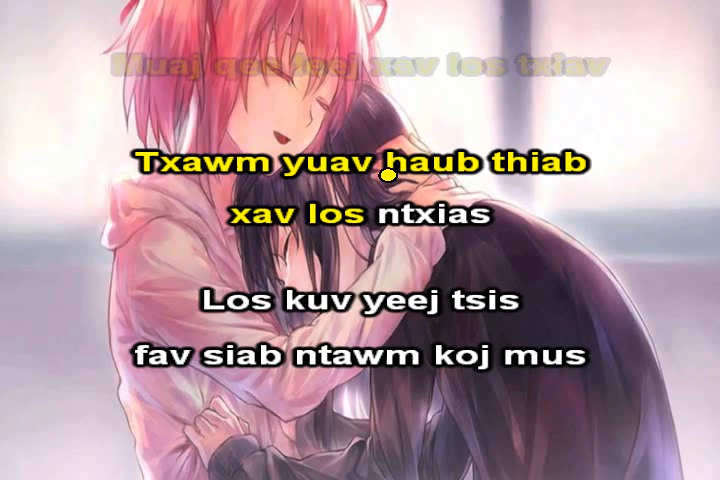 Muaj qee leej xav los txiav
Txawm yuav haub thiab
xav los ntxias
Los kuv yeej tsis
fav siab ntawm koj mus